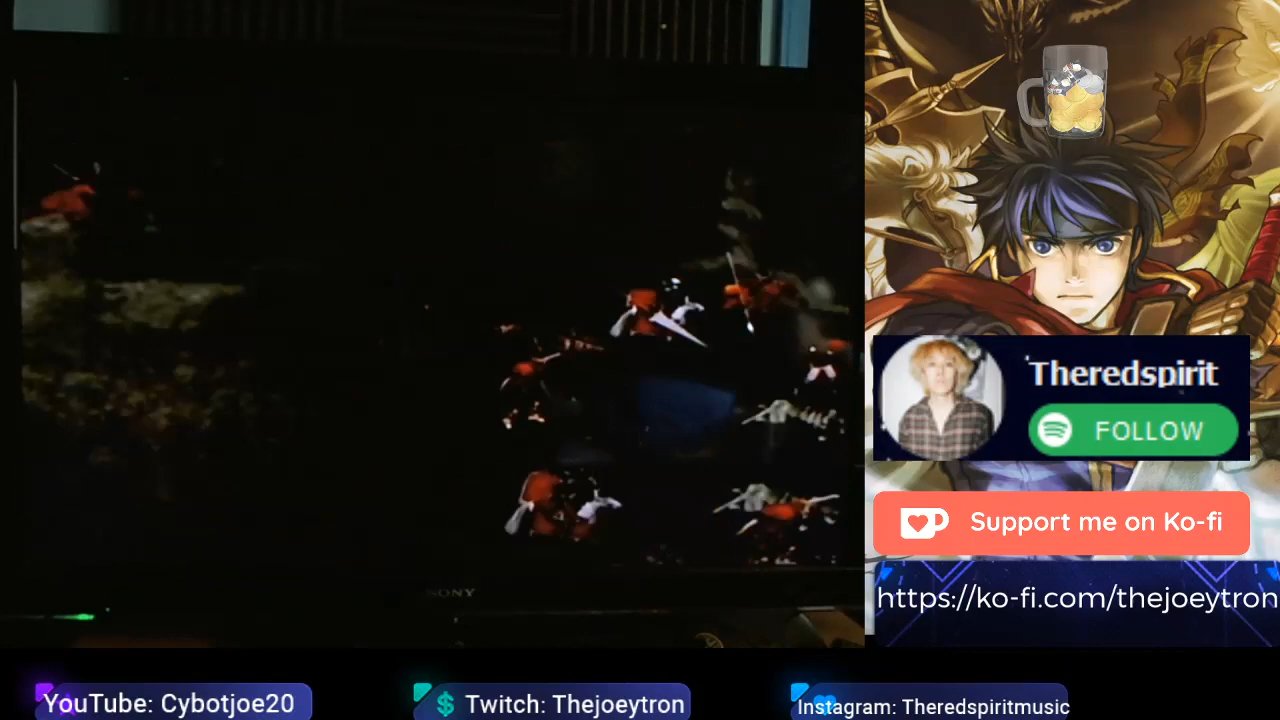 Theredspirit
FOLLOW
Support me on Ko-fi
https://ko-fi.com/thejoeytron
SONY
YouTube: Cybotjoe20
Twitch: Thejoeytron
Instagram: Theredspiritmusic